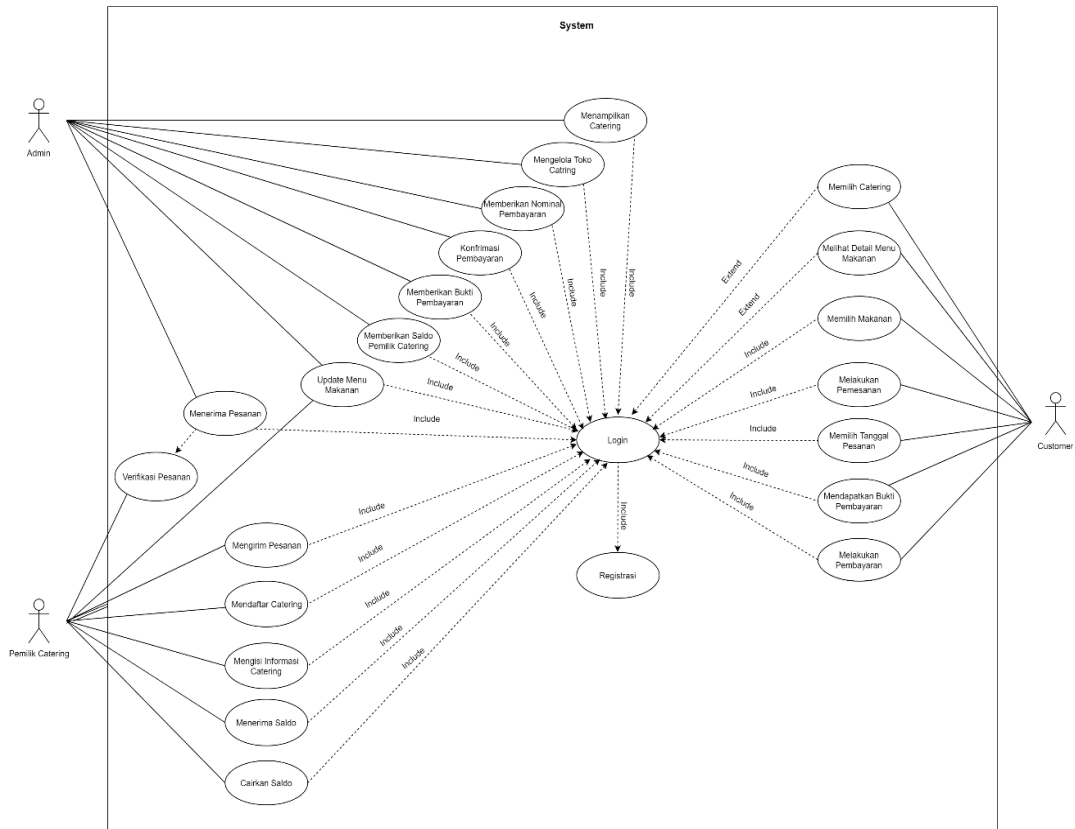 System
Admin
Menampilkan
Catering
Mengelola Toko
Catring
Memberikan Nominal
Pembayaran
Konfrimasi
Pembayaran
Memberikan Bukti
Pembayaran
Memberikan Saldo
Pemilik Catering
Update Menu
Makanan
Menerima Pesanan
Verifikasi Pesanan
Include
Include
Include
Include
Include
Include
Include
Include
Memilih Catering
Melihat Detail Menu
Makanan
Memilih Makanan
Melakukan
Pemesanan
Memilih Tanggal
Pesanan
Mendapatkan Bukti
Pembayaran
Melakukan
Pembayaran
Extend
Extend
Include
Include
Include
Include
Include
Customer
Login
Include
Registrasi
Mengirim Pesanan
Mendaftar Catering
Mengisi Informasi
Catering
Menerima Saldo
Cairkan Saldo
Include
Include
Include
Include
Include
Pemilik Catering